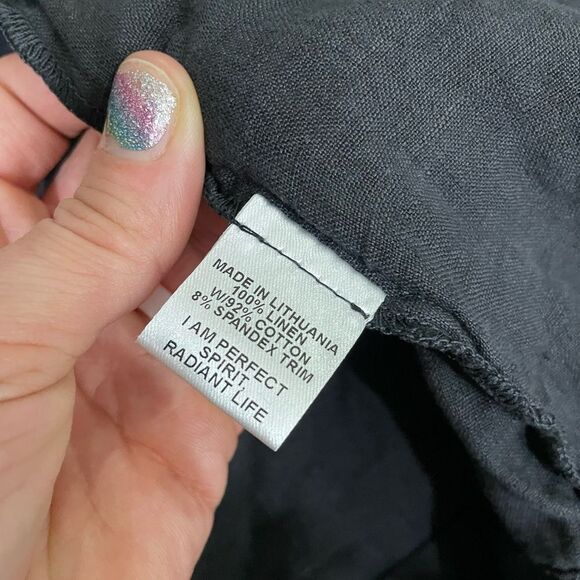 MADE IN LITHUANIA
100% LINEN
W/92% COTTON
8% SPANDEX TRIM
I AM PERFECT
SPIRIT,
RADIANT LIFE